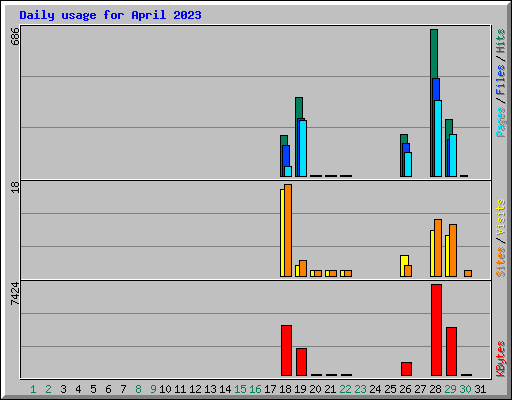 Daily usage for April 2023
686
18
7424
Pages / Files / Hits
Sites / Visits
KBytes
1 2 3 4 5 6 7 8 9 10 11 12 13 14 15 16 17 18 19 20 21 22 23 24 25 26 27 28 29 30 31